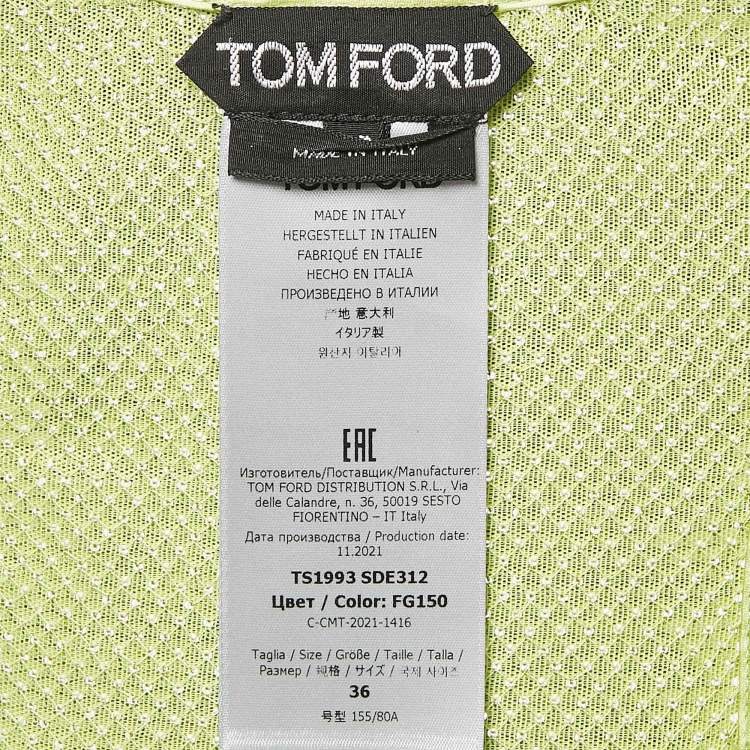 TOM FORD
MADE IN ITALY
TOM FORD
MADE IN ITALY
HERGESTELLT IN ITALIEN
FABRIQUÉ EN ITALIE
HECHO EN ITALIA
ПРОИЗВЕДЕНО В ИТАЛИИ
地 意大利
イタリア製
원산지 이탈리아
EAC
Изготовитель/Поставщик/Manufacturer:
TOM FORD DISTRIBUTION S.R.L., Via
delle Calandre, n. 36, 50019 SESTO
FIORENTINO – IT Italy
Дата производства / Production date:
11.2021
TS1993 SDE312
Цвет / Color: FG150
C-CMT-2021-1416
Taglia / Size / Größe / Taille / Talla /
Размер / 规格 / サイズ / 국제 사이즈
36
号型 155/80A